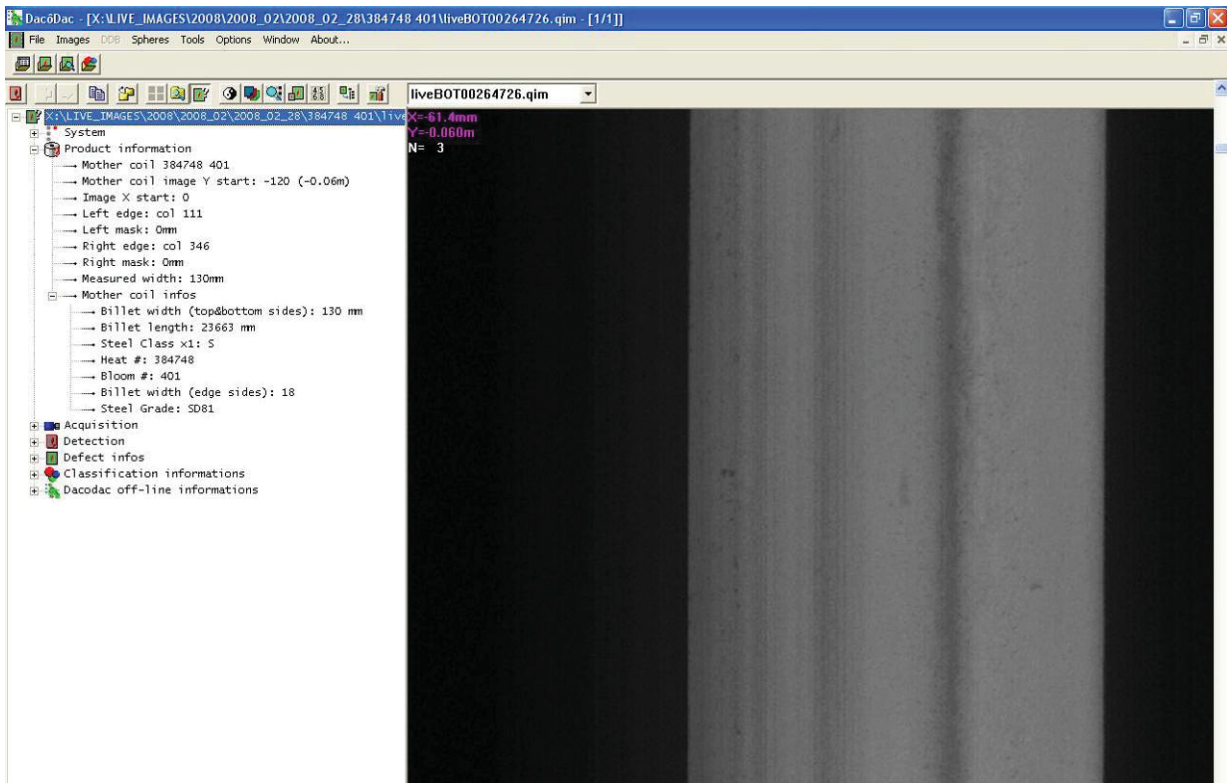 DacöDac - [X:\LIVE_IMAGES\2008\2008_02\2008_02_28\384748 401\liveBOT00264726.qim - [1/1]]
File Images DDB Spheres Tools Options Window About...
liveBOT00264726.qim
X:\LIVE_IMAGES\2008\2008_02\2008_02_28\384748 401\live
System
Product information
Mother coil 384748 401
Mother coil image Y start: -120 (-0.06m)
Image X start: 0
Left edge: col 111
Left mask: 0mm
Right edge: col 346
Right mask: 0mm
Measured width: 130mm
Mother coil infos
Billet width (top&bottom sides): 130 mm
Billet length: 23663 mm
Steel Class x1: S
Heat #: 384748
Bloom #: 401
Billet width (edge sides): 18
Steel Grade: SD81
Acquisition
Detection
Defect infos
Classification informations
Dacodac off-line informations
X=-61.4mm
Y=-0.060m
N= 3